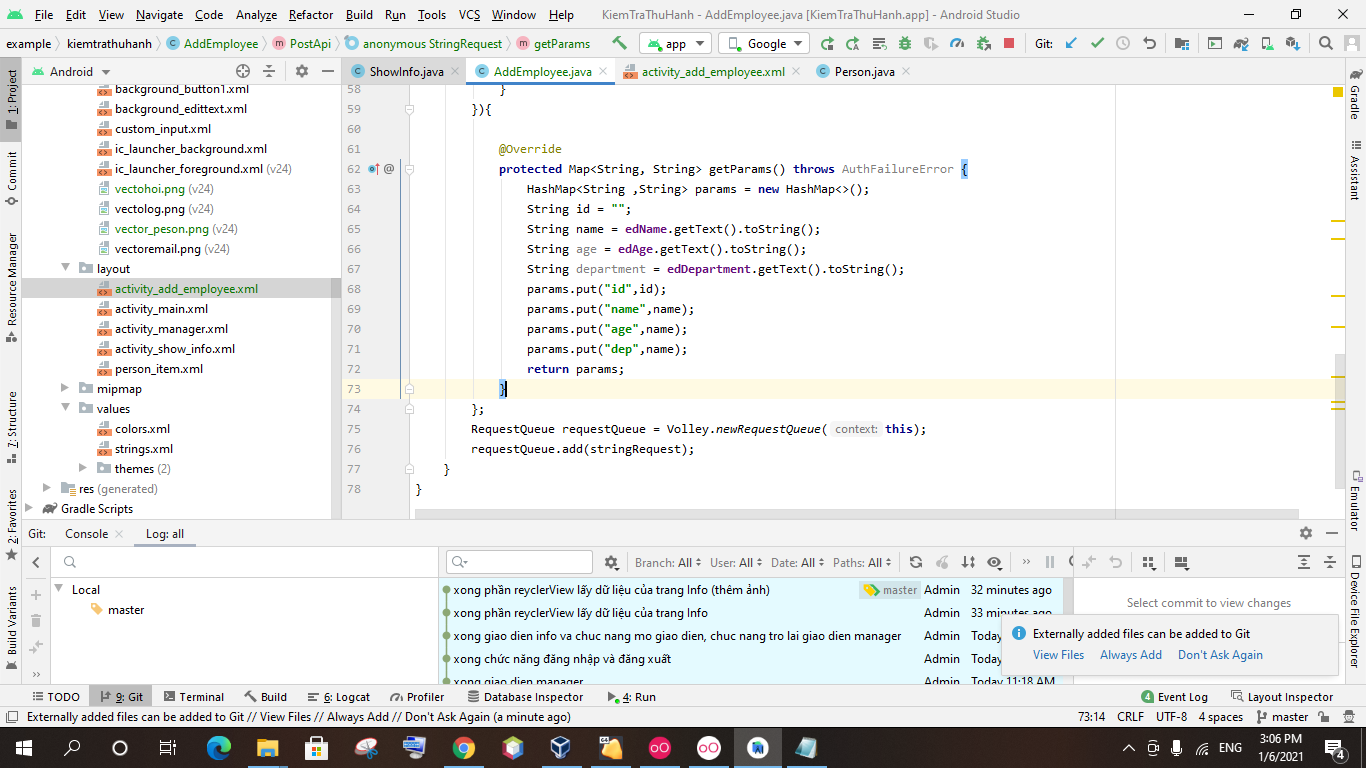 File Edit View Navigate Code Analyze Refactor Build Run Tools VCS Window Help KiemTraThuHanh - AddEmployee.java [KiemTraThuHanh.app] - Android Studio
example kiemtrathuhanh AddEmployee PostApi anonymous StringRequest getParams app Google Git:
Android ShowInfo.java AddEmployee.java activity_add_employee.xml Person.java
1: Project
Commit
Resource Manager
7: Structure
2: Favorites
Build Variants
background_button1.xml
background_edittext.xml
custom_input.xml
ic_launcher_background.xml
ic_launcher_foreground.xml (v24)
vectohoi.png (v24)
vectolog.png (v24)
vector_peson.png (v24)
vectoremail.png (v24)
layout
activity_add_employee.xml
activity_main.xml
activity_manager.xml
activity_show_info.xml
person_item.xml
mipmap
values
colors.xml
strings.xml
themes (2)
res (generated)
Gradle Scripts
58 }
59 }){
60
61 @Override
62 @ protected Map<String, String> getParams() throws AuthFailureError {
63 HashMap<String ,String> params = new HashMap<>();
64 String id = "";
65 String name = edName.getText().toString();
66 String age = edAge.getText().toString();
67 String department = edDepartment.getText().toString();
68 params.put("id",id);
69 params.put("name",name);
70 params.put("age",name);
71 params.put("dep",name);
72 return params;
73 }
74 };
75 RequestQueue requestQueue = Volley.newRequestQueue( context: this);
76 requestQueue.add(stringRequest);
77 }
78 }
Gradle
Assistant
Emulator
Device File Explorer
Git: Console Log: all
Branch: All User: All Date: All Paths: All
Local
master
xong phần reyclerView lấy dữ liệu của trang Info (thêm ảnh) master Admin 32 minutes ago
xong phần reyclerView lấy dữ liệu của trang Info Admin 33 minutes ago
xong giao dien info va chuc nang mo giao dien, chuc nang tro lai giao dien manager Admin Today
xong chức năng đăng nhập và đăng xuất Admin Today
xong giao dien manager Admin Today 11:18 AM
Select commit to view changes
Externally added files can be added to Git
View Files Always Add Don't Ask Again
TODO 9: Git Terminal Build 6: Logcat Profiler Database Inspector 4: Run 4 Event Log Layout Inspector
Externally added files can be added to Git // View Files // Always Add // Don't Ask Again (a minute ago) 73:14 CRLF UTF-8 4 spaces master
ENG
3:06 PM
1/6/2021
4